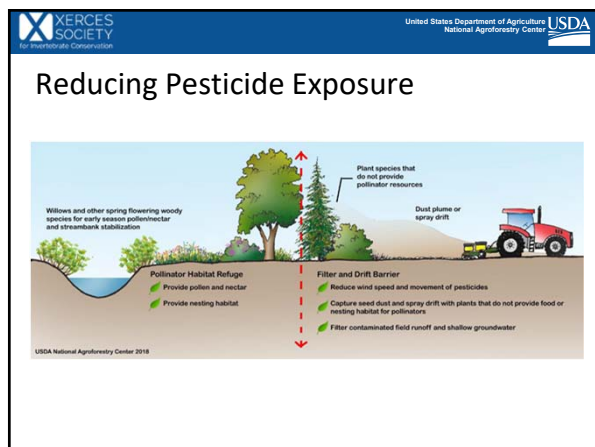 XERCES
SOCIETY
for Invertebrate Conservation
United States Department of Agriculture
National Agroforestry Center
USDA
Reducing Pesticide Exposure
Plant species that
do not provide
pollinator resources
Dust plume or
spray drift
Willows and other spring flowering woody
species for early season pollen/nectar
and streambank stabilization
Pollinator Habitat Refuge
Provide pollen and nectar
Provide nesting habitat
Filter and Drift Barrier
Reduce wind speed and movement of pesticides
Capture seed dust and spray drift with plants that do not provide food or
nesting habitat for pollinators
Filter contaminated field runoff and shallow groundwater
USDA National Agroforestry Center 2018